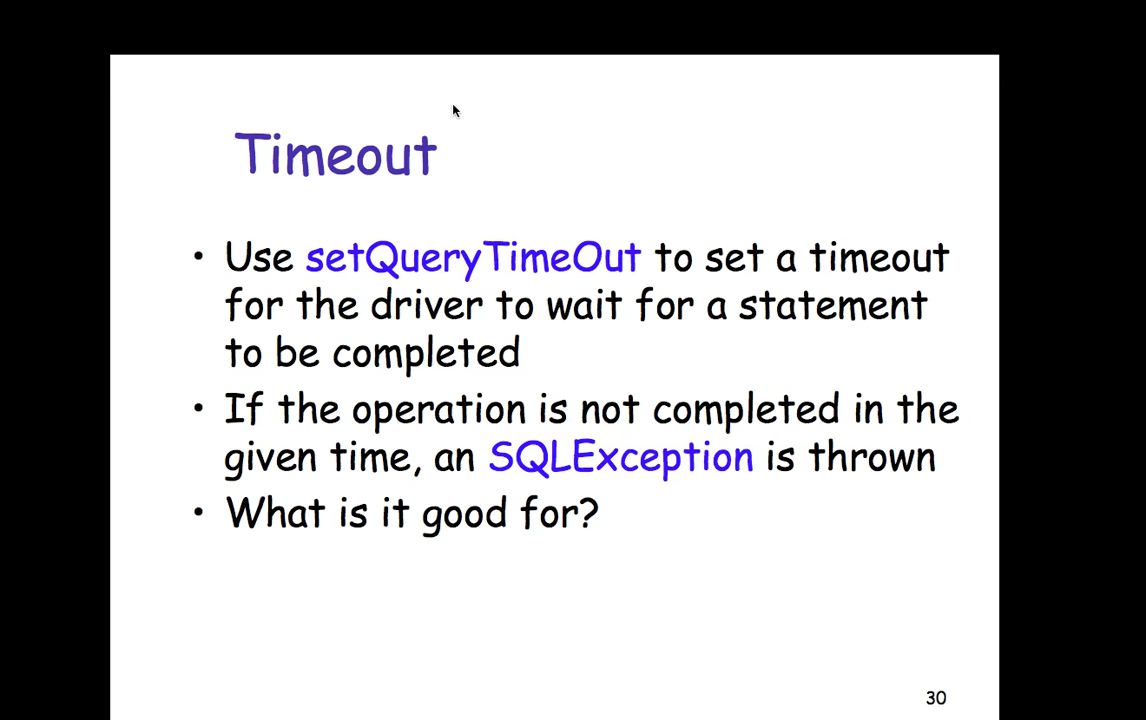 Timeout
• Use setQueryTimeOut to set a timeout
for the driver to wait for a statement
to be completed
• If the operation is not completed in the
given time, an SQLException is thrown
• What is it good for?
30